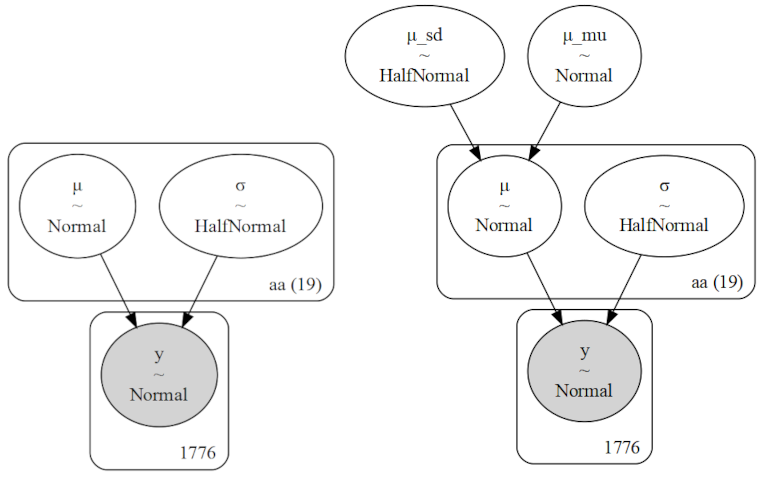 μ
~
Normal
σ
~
HalfNormal
aa (19)
y
~
Normal
1776
μ_sd
~
HalfNormal
μ_mu
~
Normal
μ
~
Normal
σ
~
HalfNormal
aa (19)
y
~
Normal
1776